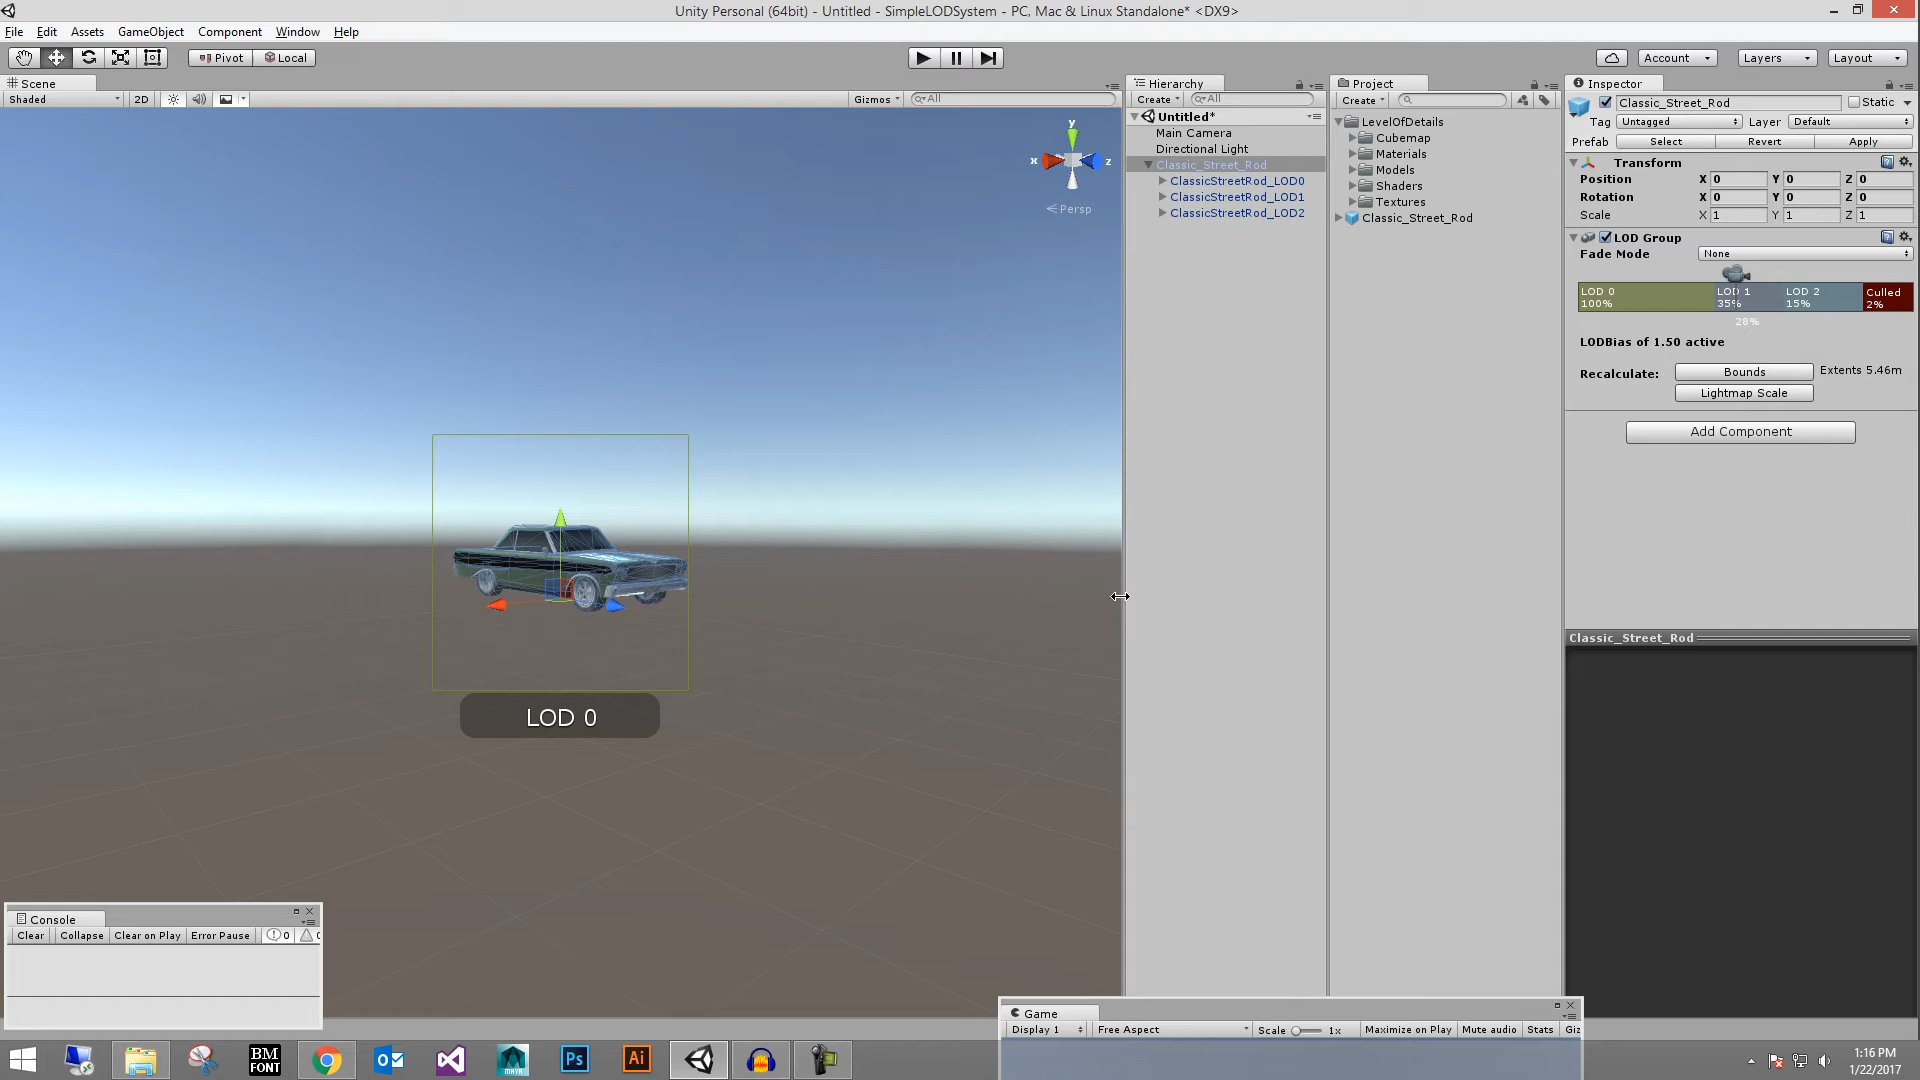 Unity Personal (64bit) - Untitled - SimpleLODSystem - PC, Mac & Linux Standalone* <DX9>
File Edit Assets GameObject Component Window Help
Pivot Local Account Layers Layout
Scene
Shaded 2D Gizmos All
y
x z
Persp
LOD 0
Hierarchy
Create All
Untitled*
Main Camera
Directional Light
Classic_Street_Rod
ClassicStreetRod_LOD0
ClassicStreetRod_LOD1
ClassicStreetRod_LOD2
Project
Create
LevelOfDetails
Cubemap
Materials
Models
Shaders
Textures
Classic_Street_Rod
Inspector
Classic_Street_Rod Static
Tag Untagged Layer Default
Prefab Select Revert Apply
Transform
Position X 0 Y 0 Z 0
Rotation X 0 Y 0 Z 0
Scale X 1 Y 1 Z 1
LOD Group
Fade Mode None
LOD 0 LOD 1 LOD 2 Culled
100% 35% 15% 2%
28%
LODBias of 1.50 active
Recalculate: Bounds Extents 5.46m
Lightmap Scale
Add Component
Classic_Street_Rod
Console
Clear Collapse Clear on Play Error Pause 0 0
Game
Display 1 Free Aspect Scale 1x Maximize on Play Mute audio Stats Giz
BM
FONT
MAYA
Ps
Ai
1:16 PM
1/22/2017